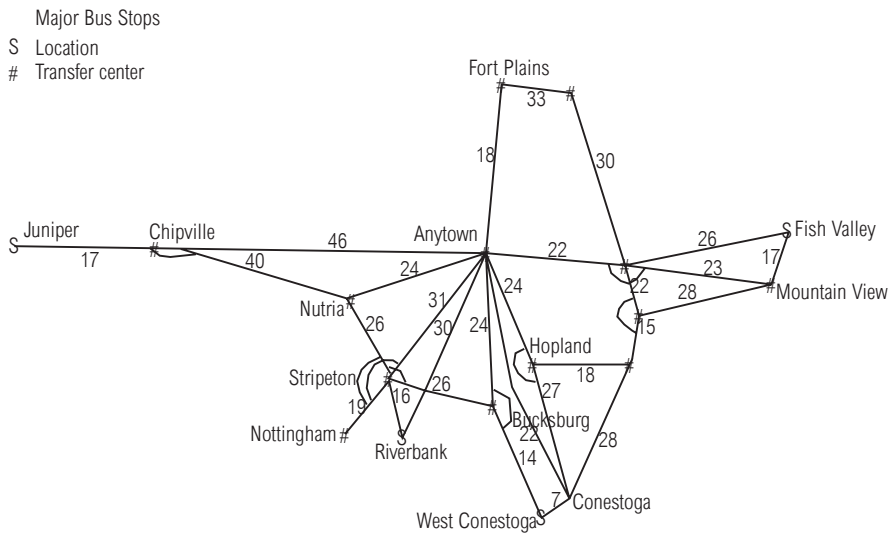 Major Bus Stops
S Location
# Transfer center
Fort Plains
#
#
33
18
30
Juniper
S
17
Chipville
#
46
40
Anytown
#
22
#
26
S Fish Valley
17
23
# Mountain View
28
22
#
15
24
Nutria #
26
31
30
24
24
Hopland
#
18
#
27
28
Stripeton #
16
19
26
Nottingham #
S
Riverbank
#
Bucksburg
22
14
7
Conestoga
West Conestoga S